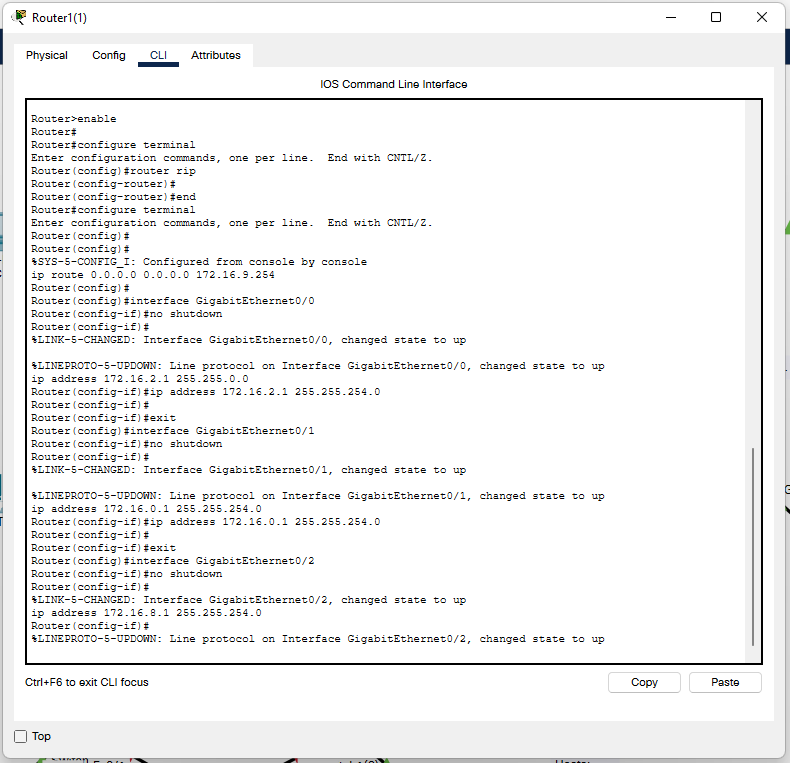 Router1(1)
Physical Config CLI Attributes
IOS Command Line Interface
Router>enable
Router#
Router#configure terminal
Enter configuration commands, one per line.  End with CNTL/Z.
Router(config)#router rip
Router(config-router)#
Router(config-router)#end
Router#configure terminal
Enter configuration commands, one per line.  End with CNTL/Z.
Router(config)#
Router(config)#
%SYS-5-CONFIG_I: Configured from console by console
ip route 0.0.0.0 0.0.0.0 172.16.9.254
Router(config)#
Router(config)#interface GigabitEthernet0/0
Router(config-if)#no shutdown
Router(config-if)#
%LINK-5-CHANGED: Interface GigabitEthernet0/0, changed state to up
%LINEPROTO-5-UPDOWN: Line protocol on Interface GigabitEthernet0/0, changed state to up
ip address 172.16.2.1 255.255.0.0
Router(config-if)#ip address 172.16.2.1 255.255.254.0
Router(config-if)#
Router(config-if)#exit
Router(config)#interface GigabitEthernet0/1
Router(config-if)#no shutdown
Router(config-if)#
%LINK-5-CHANGED: Interface GigabitEthernet0/1, changed state to up
%LINEPROTO-5-UPDOWN: Line protocol on Interface GigabitEthernet0/1, changed state to up
ip address 172.16.0.1 255.255.254.0
Router(config-if)#ip address 172.16.0.1 255.255.254.0
Router(config-if)#
Router(config-if)#exit
Router(config)#interface GigabitEthernet0/2
Router(config-if)#no shutdown
Router(config-if)#
%LINK-5-CHANGED: Interface GigabitEthernet0/2, changed state to up
ip address 172.16.8.1 255.255.254.0
Router(config-if)#
%LINEPROTO-5-UPDOWN: Line protocol on Interface GigabitEthernet0/2, changed state to up
Ctrl+F6 to exit CLI focus
Copy Paste
Top